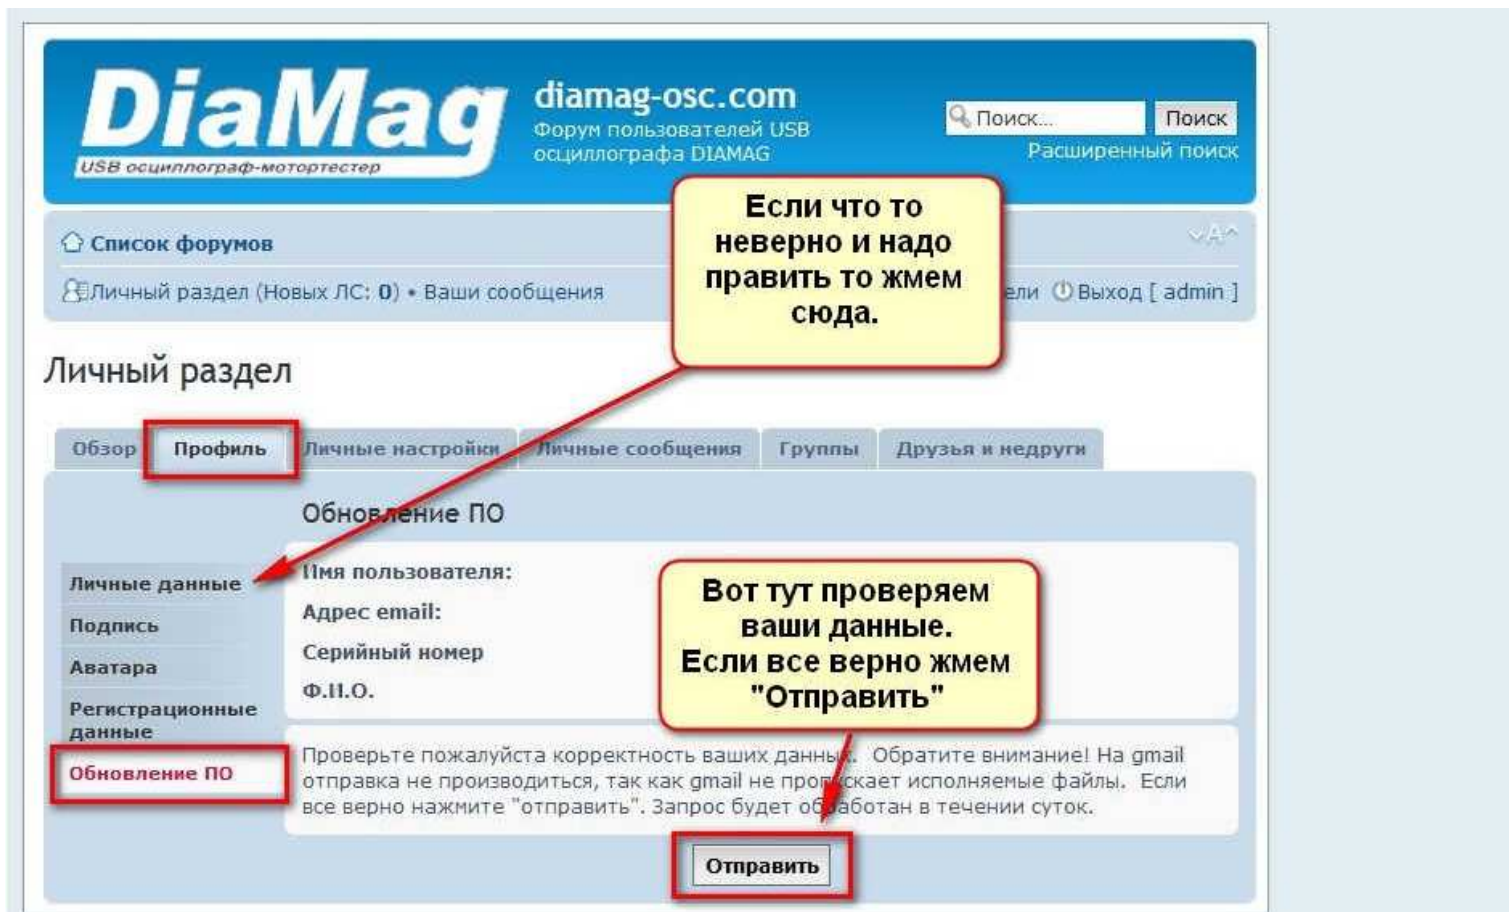 DiaMag
USB осциллограф-мотортестер
diamag-osc.com
Форум пользователей USB
осциллографа DIAMAG
Поиск...
Поиск
Расширенный поиск
Если что то
неверно и надо
править то жмем
сюда.
Список форумов
Личный раздел (Новых ЛС: 0) • Ваши сообщения
ели Выход [ admin ]
Личный раздел
Обзор Профиль Личные настройки Личные сообщения Группы Друзья и недруги
Обновление ПО
Личные данные
Подпись
Аватара
Регистрационные
данные
Обновление ПО
Имя пользователя:
Адрес email:
Серийный номер
Ф.И.О.
Вот тут проверяем
ваши данные.
Если все верно жмем
"Отправить"
Проверьте пожалуйста корректность ваших данных. Обратите внимание! На gmail
отправка не производиться, так как gmail не пропускает исполняемые файлы. Если
все верно нажмите "отправить". Запрос будет обработан в течении суток.
Отправить